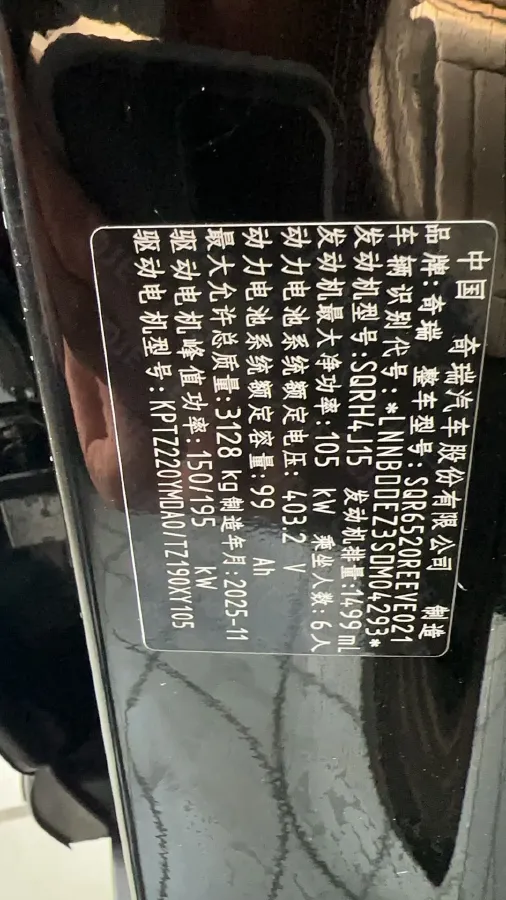 中国 奇瑞汽车股份有限公司 制造
品牌:奇瑞 整车型号:SQR6520REEVE021
车辆识别代号:*LNNBDDEZ3SDM04293*
发动机型号:SQRH4J15 发动机排量:1499mL
发动机最大净功率:105 kW 乘坐人数:6人
动力电池系统额定电压:403.2 V
动力电池系统额定容量:99 Ah
最大允许总质量:3128 kg 制造年月:2025-11
驱动电机峰值功率:150/195 kW
驱动电机型号:KPTZ220YMDA0/TZ190XY105